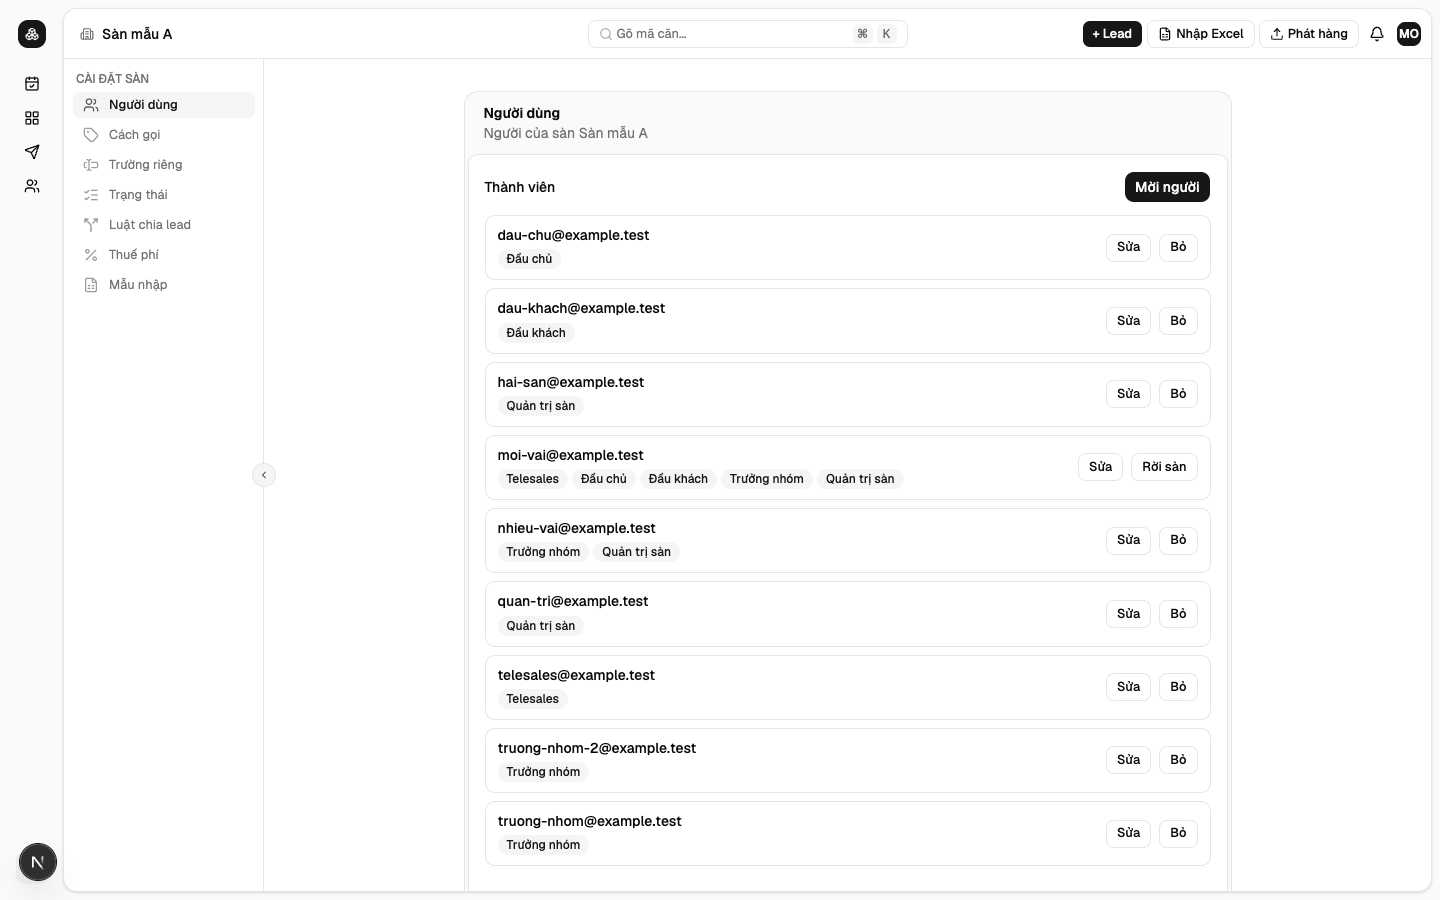 Sàn mẫu A
Gõ mã căn...
⌘ K
+ Lead
Nhập Excel
Phát hàng
MO
CÀI ĐẶT SÀN
Người dùng
Cách gọi
Trường riêng
Trạng thái
Luật chia lead
Thuế phí
Mẫu nhập
Người dùng
Người của sàn Sàn mẫu A
Thành viên
Mời người
dau-chu@example.test
Đầu chủ
Sửa Bỏ
dau-khach@example.test
Đầu khách
Sửa Bỏ
hai-san@example.test
Quản trị sàn
Sửa Bỏ
moi-vai@example.test
Telesales Đầu chủ Đầu khách Trưởng nhóm Quản trị sàn
Sửa Rời sàn
nhieu-vai@example.test
Trưởng nhóm Quản trị sàn
Sửa Bỏ
quan-tri@example.test
Quản trị sàn
Sửa Bỏ
telesales@example.test
Telesales
Sửa Bỏ
truong-nhom-2@example.test
Trưởng nhóm
Sửa Bỏ
truong-nhom@example.test
Trưởng nhóm
Sửa Bỏ
N